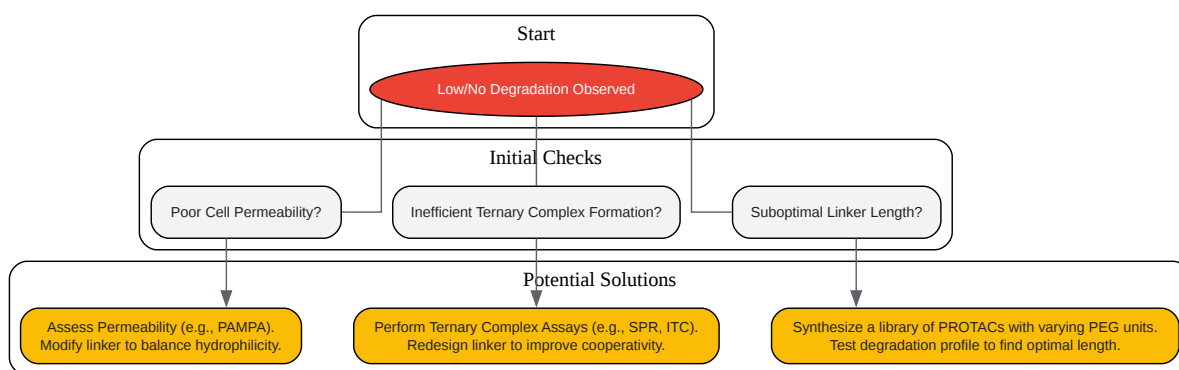 Start
Low/No Degradation Observed
Initial Checks
Poor Cell Permeability?
Inefficient Ternary Complex Formation?
Suboptimal Linker Length?
Potential Solutions
Assess Permeability (e.g., PAMPA).
Modify linker to balance hydrophilicity.
Perform Ternary Complex Assays (e.g., SPR, ITC).
Redesign linker to improve cooperativity.
Synthesize a library of PROTACs with varying PEG units.
Test degradation profile to find optimal length.